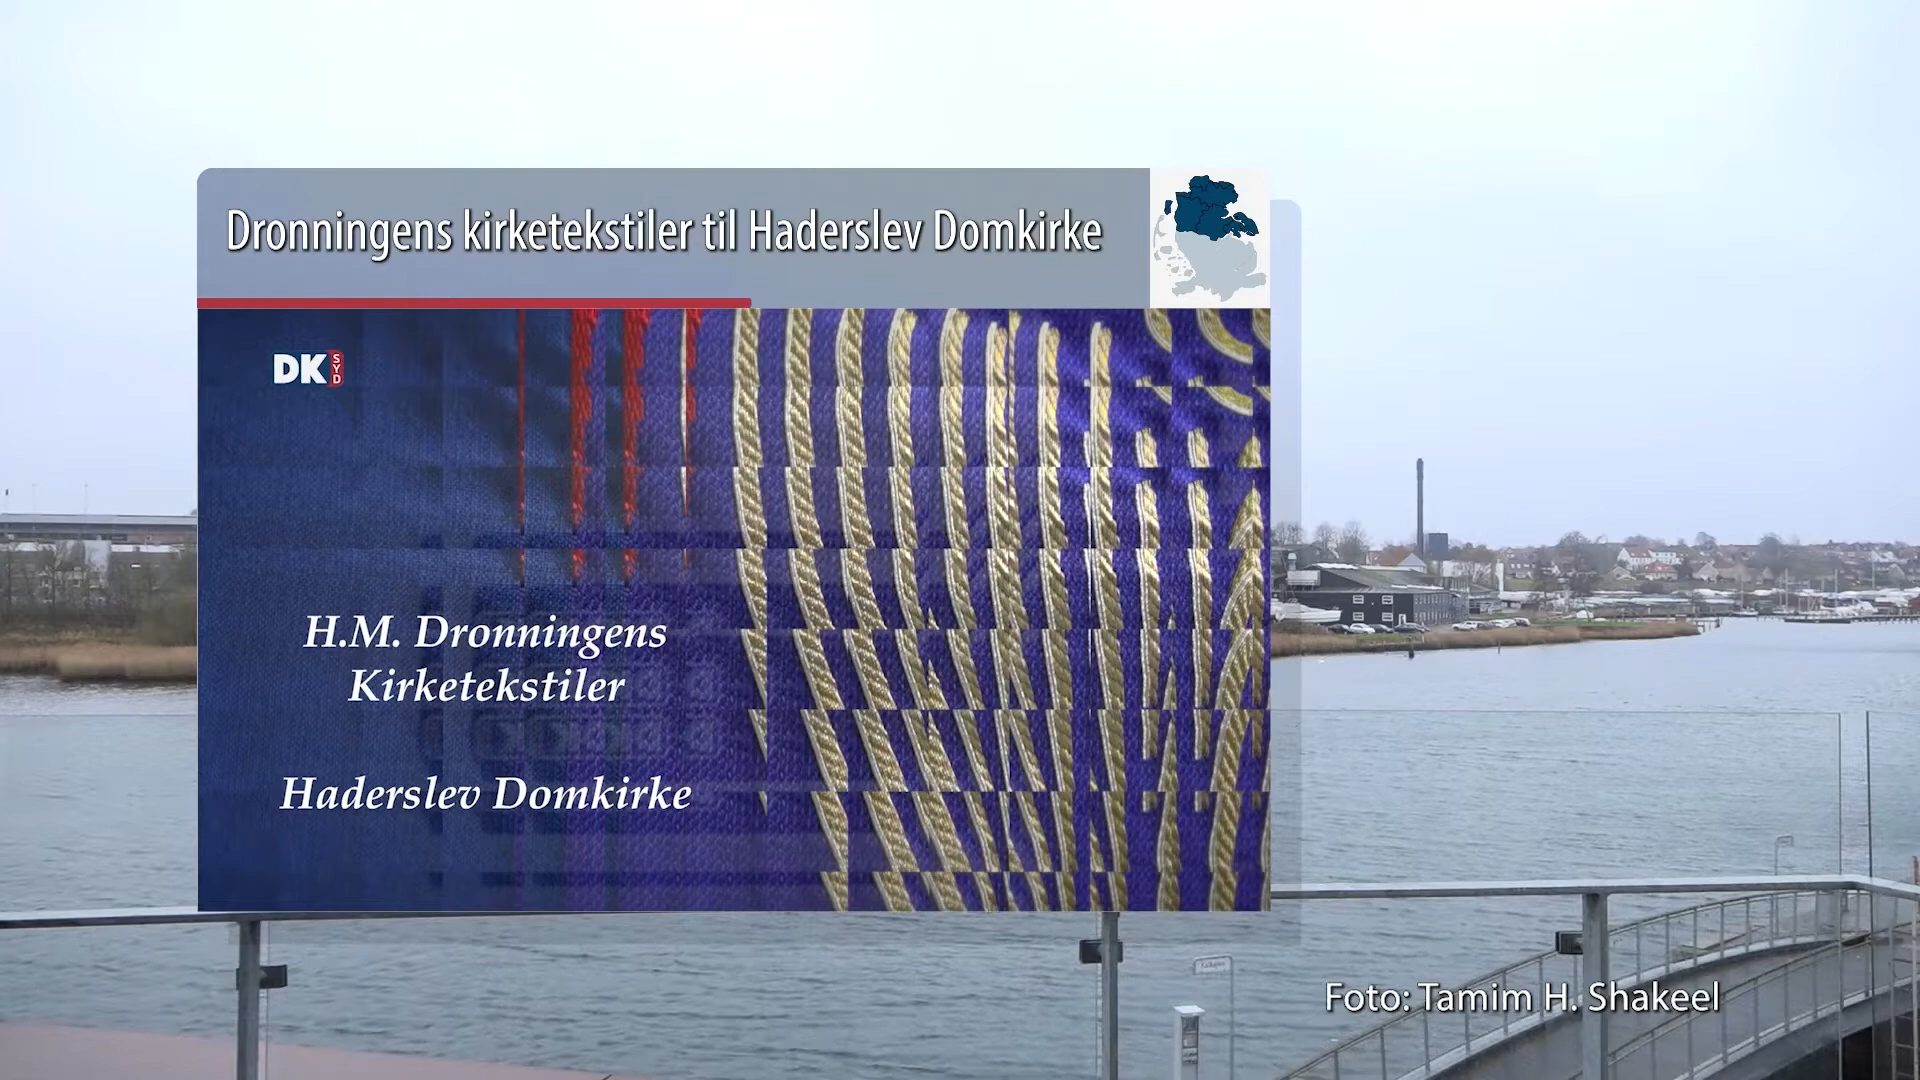 Dronningens kirketekstiler til Haderslev Domkirke
DK SYD
H.M. Dronningens
Kirketekstiler
Haderslev Domkirke
Foto: Tamim H. Shakeel